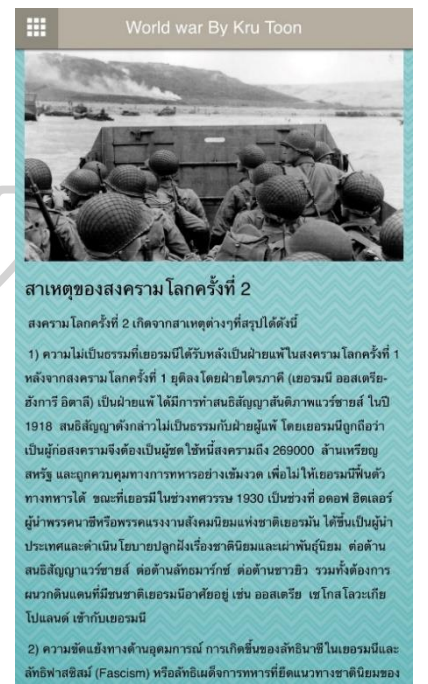 World war By Kru Toon
สาเหตุของสงครามโลกครั้งที่ 2
สงครามโลกครั้งที่ 2 เกิดจากสาเหตุต่างๆที่สรุปได้ดังนี้
1) ความไม่เป็นธรรมที่เยอรมนีได้รับหลังเป็นฝ่ายแพ้ในสงครามโลกครั้งที่ 1
หลังจากสงครามโลกครั้งที่ 1 ยุติลงโดยฝ่ายไตรภาคี (เยอรมนี ออสเตรีย-
ฮังการี อิตาลี) เป็นฝ่ายแพ้ ได้มีการทำสนธิสัญญาสันติภาพแวร์ซายส์ ในปี
1918 สนธิสัญญาดังกล่าวไม่เป็นธรรมกับฝ่ายผู้แพ้ โดยเยอรมนีถูกถือว่า
เป็นผู้ก่อสงครามจึงต้องเป็นผู้ชดใช้หนี้สงครามถึง 269000 ล้านเหรียญ
สหรัฐ และถูกควบคุมทางการทหารอย่างเข้มงวด เพื่อไม่ให้เยอรมนีฟื้นตัว
ทางทหารได้ ขณะที่เยอรมีในช่วงทศวรรษ 1930 เป็นช่วงที่ อดอฟ ฮิตเลอร์
ผู้นำพรรคนาซีหรือพรรคแรงงานสังคมนิยมแห่งชาติเยอรมัน ได้ขึ้นเป็นผู้นำ
ประเทศและดำเนินโยบายปลูกฝังเรื่องชาตินิยมและเผ่าพันธุ์นิยม ต่อต้าน
สนธิสัญญาแวร์ซายส์ ต่อต้านลัทธมาร์กซ์ ต่อต้านชาวยิว รวมทั้งต้องการ
ผนวกดินแดนที่มีชนชาติเยอรมนีอาศัยอยู่ เช่น ออสเตรีย เชโกสโลวะเกีย
โปแลนด์ เข้ากับเยอรมนี
2) ความขัดแย้งทางด้านอุดมการณ์ การเกิดขึ้นของลัทธินาซีในเยอรมนีและ
ลัทธิฟาสซิสม์ (Fascism) หรือลัทธิเผด็จการทหารที่ยึดแนวทางชาตินิยมของ